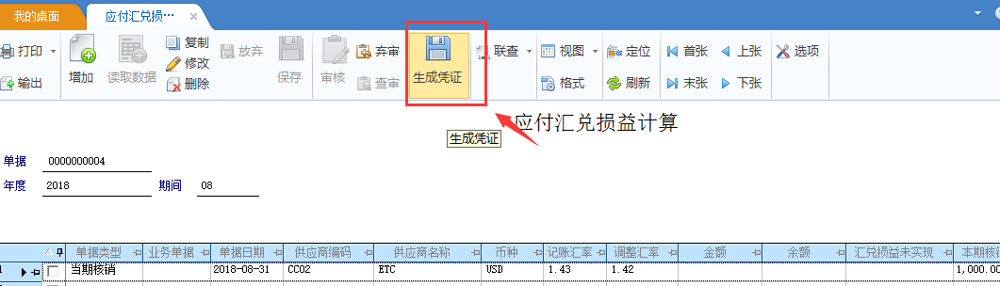 我的桌面 应付汇兑损… ×
打印 增加 读取数据 复制 修改 删除 放弃 保存 审核 弃审 查审 生成凭证 联查 视图 格式 定位 刷新 首张 末张 上张 下张 选项
输出
应付汇兑损益计算
生成凭证
单据 0000000004
年度 2018 期间 08
单据类型 业务单据 单据日期 供应商编码 供应商名称 币种 记账汇率 调整汇率 金额 余额 汇兑损益未实现 本期核
1 当期核销 2018-08-31 CC02 ETC USD 1.43 1.42 1,000.00